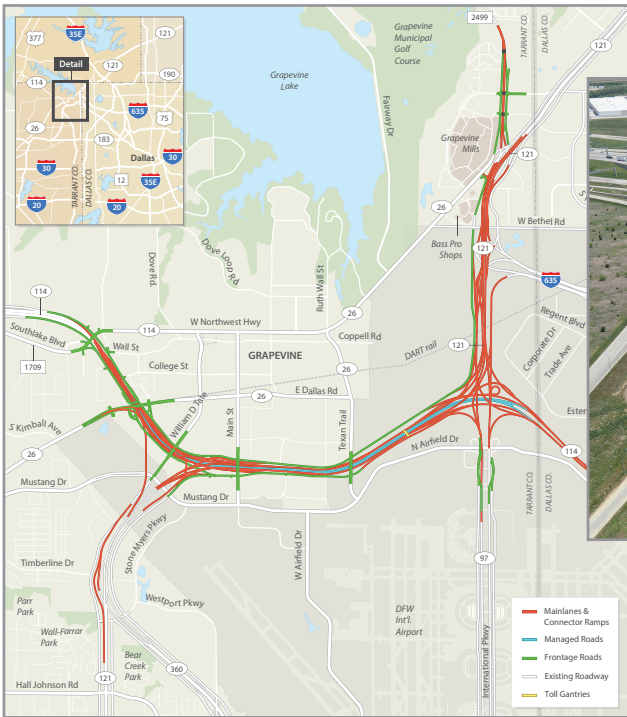 377
35E
121
Detail
121
114
190
635
26
75
183
Dallas
30
30
12
35E
TARRANT CO.
DALLAS CO.
20
20
2499
Grapevine
Municipal
Golf
Course
TARRANT CO.
DALLAS CO.
121
Grapevine
Lake
Fairway Dr
Grapevine
Mills
121
26
W Bethel Rd
Bass Pro
Shops
121
635
Dove Rd.
Dove Loop Rd
Ruth Wall St
26
114
Southlake Blvd
114
W Northwest Hwy
Coppell Rd
DART rail
121
Regent Blvd
Corporate Dr
Trade Ave
1709
Wall St
College St
GRAPEVINE
26
E Dallas Rd
26
William D Tate
Main St
Texan Trail
S Kimball Ave
26
N Airfield Dr
Ester
114
Mustang Dr
Mustang Dr
TARRANT CO.
DALLAS CO.
Stone Myers Pkwy
W Airfield Dr
97
Timberline Dr
Parr
Park
Westport Pkwy
Wall-Farrar
Park
Bear
Creek
Park
DFW
Int'l.
Airport
International Pkwy
360
Hall Johnson Rd
121
Mainlanes &
Connector Ramps
Managed Roads
Frontage Roads
Existing Roadway
Toll Gantries